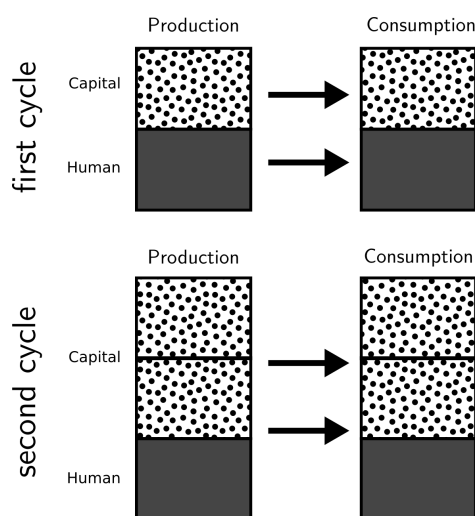 Production Consumption
first cycle
Capital
Human
Production Consumption
second cycle
Capital
Human